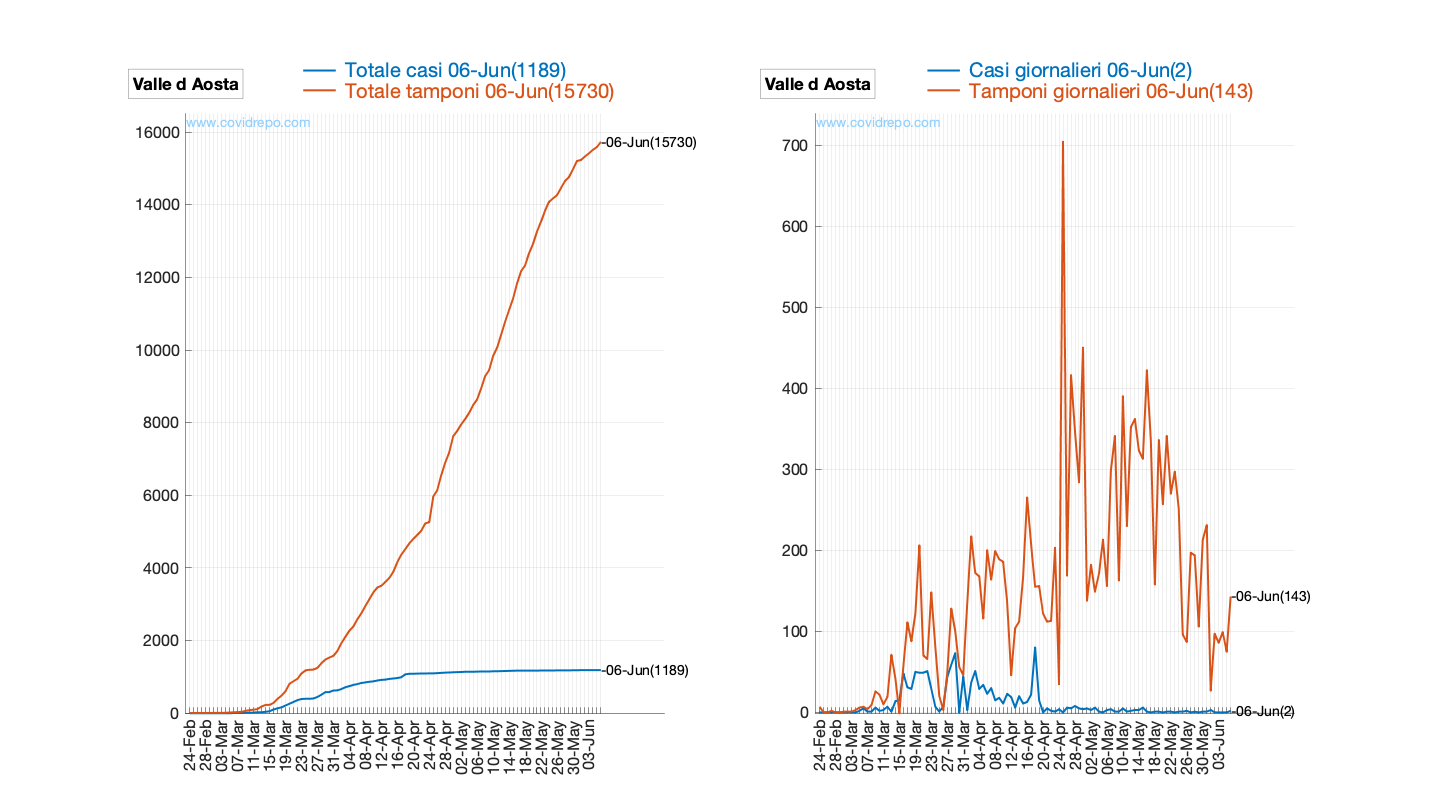 Valle d Aosta
Totale casi 06-Jun(1189)
Totale tamponi 06-Jun(15730)
www.covidrepo.com
16000
14000
12000
10000
8000
6000
4000
2000
0
-06-Jun(15730)
-06-Jun(1189)
24-Feb
28-Feb
03-Mar
07-Mar
11-Mar
15-Mar
19-Mar
23-Mar
27-Mar
31-Mar
04-Apr
08-Apr
12-Apr
16-Apr
20-Apr
24-Apr
28-Apr
02-May
06-May
10-May
14-May
18-May
22-May
26-May
30-May
03-Jun
Valle d Aosta
Casi giornalieri 06-Jun(2)
Tamponi giornalieri 06-Jun(143)
www.covidrepo.com
700
600
500
400
300
200
100
0
-06-Jun(143)
-06-Jun(2)
24-Feb
28-Feb
03-Mar
07-Mar
11-Mar
15-Mar
19-Mar
23-Mar
27-Mar
31-Mar
04-Apr
08-Apr
12-Apr
16-Apr
20-Apr
24-Apr
28-Apr
02-May
06-May
10-May
14-May
18-May
22-May
26-May
30-May
03-Jun